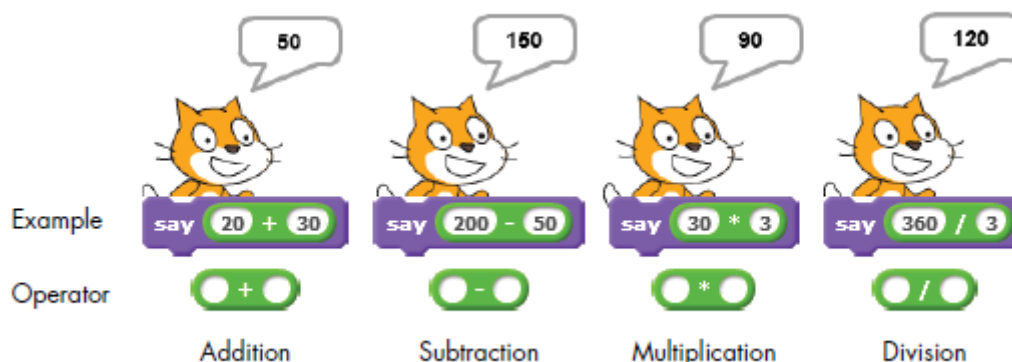 50 150 90 120
Example say 20 + 30 say 200 - 50 say 30 * 3 say 360 / 3
Operator + - * /
Addition Subtraction Multiplication Division